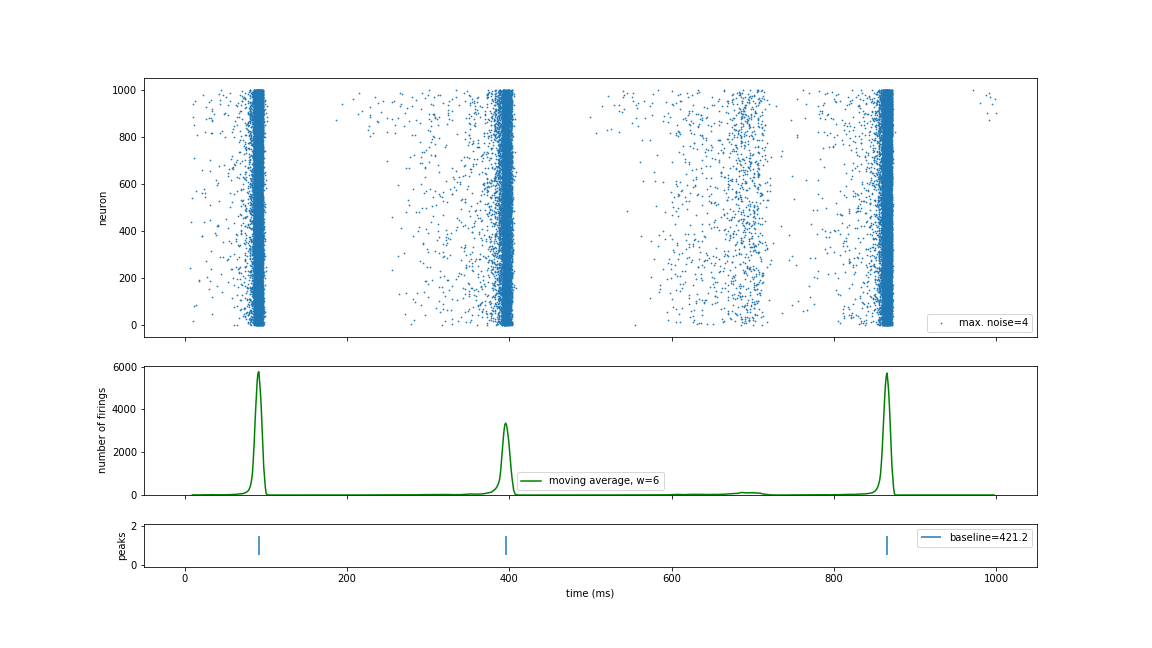 1000
800
600
400
200
0
neuron
max. noise=4
6000
4000
2000
0
number of firings
moving average, w=6
2
0
peaks
baseline=421.2
0 200 400 600 800 1000
time (ms)